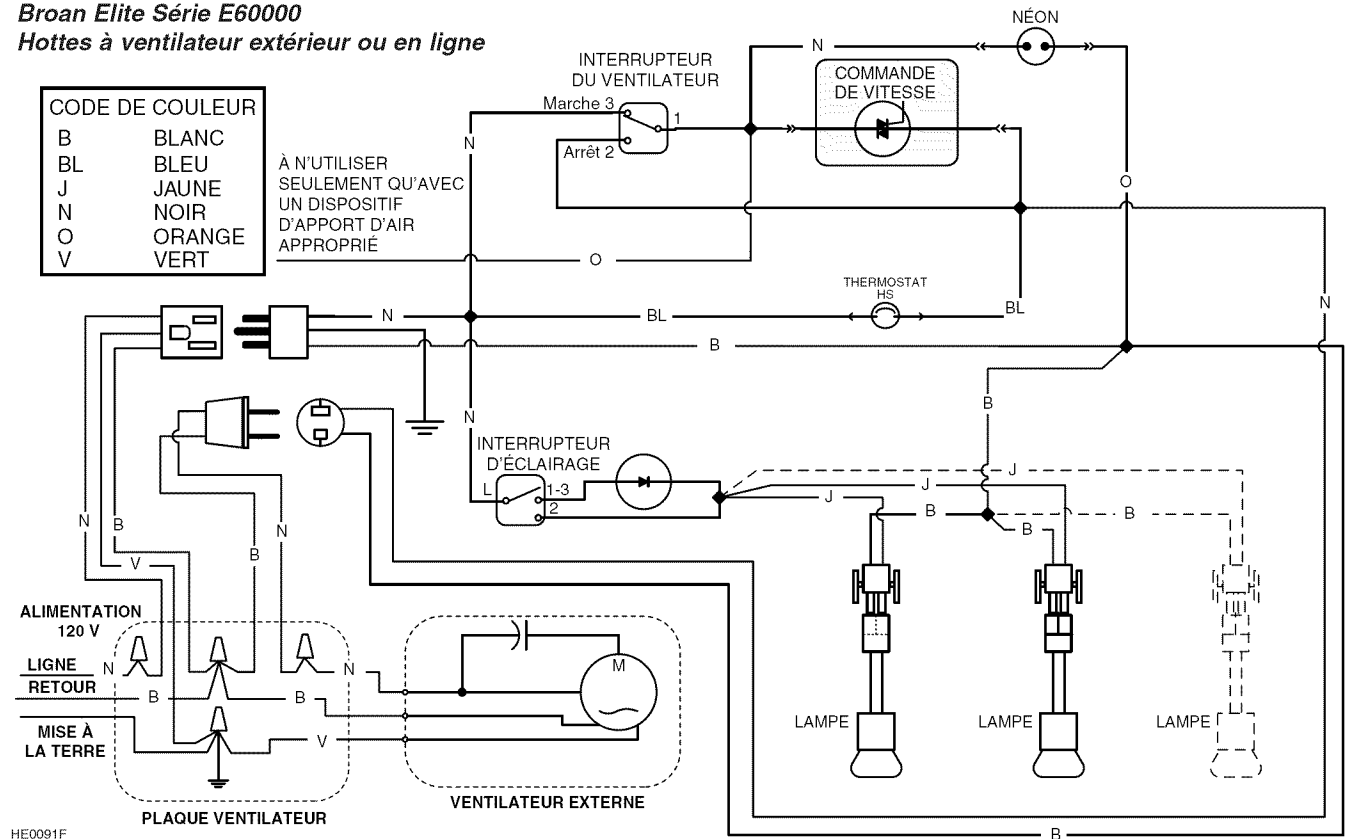 Broan Elite Série E60000
Hottes à ventilateur extérieur ou en ligne
NÉON
N
INTERRUPTEUR
DU VENTILATEUR
COMMANDE
DE VITESSE
CODE DE COULEUR
B BLANC
BL BLEU
J JAUNE
N NOIR
O ORANGE
V VERT
Marche 3
1
Arrêt 2
N
À N'UTILISER
SEULEMENT QU'AVEC
UN DISPOSITIF
D'APPORT D'AIR
APPROPRIÉ
O
O
THERMOSTAT
HS
N
BL
BL
N
B
B
N
INTERRUPTEUR
D'ÉCLAIRAGE
L
1-3
2
J
J
J
B
B
B
N
B
N
B
V
ALIMENTATION
120 V
LIGNE
N
RETOUR
B
MISE À
LA TERRE
N
B
V
M
LAMPE
LAMPE
LAMPE
VENTILATEUR EXTERNE
PLAQUE VENTILATEUR
B
HE0091F